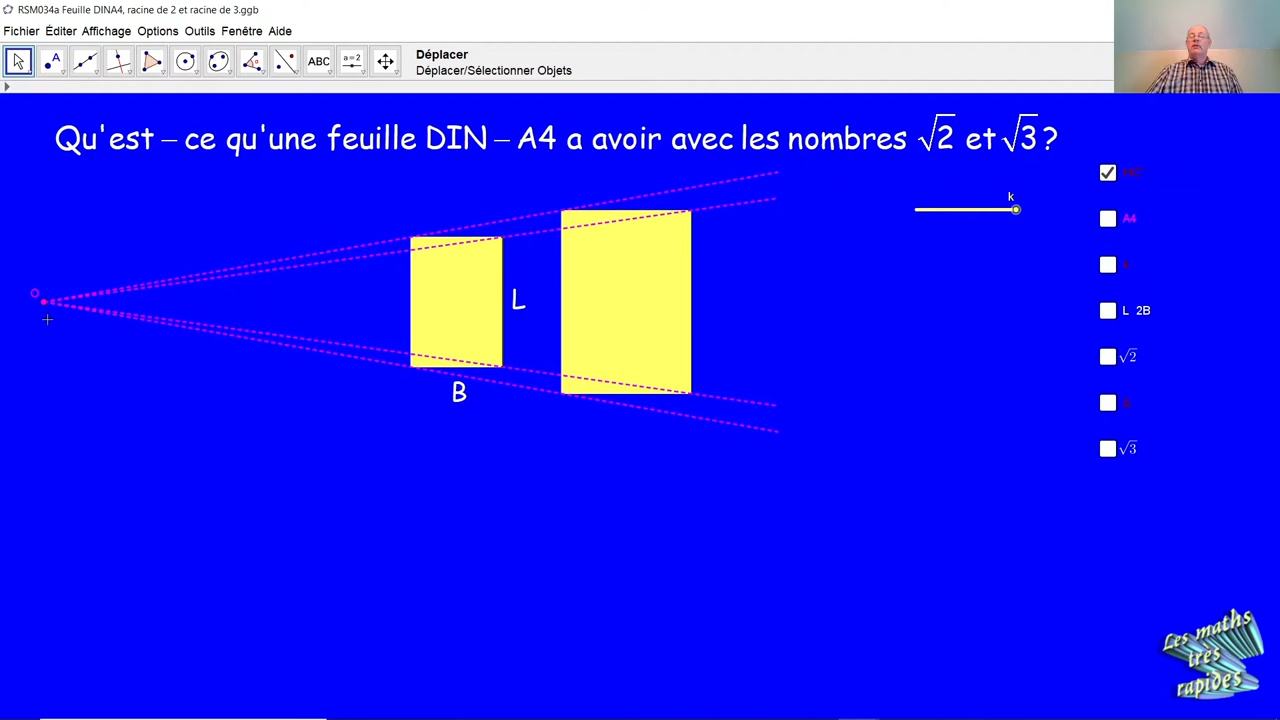 RSM034a Feuille DINA4, racine de 2 et racine de 3.ggb
Fichier Éditer Affichage Options Outils Fenêtre Aide
A
ABC
a=2
Déplacer
Déplacer/Sélectionner Objets
Qu'est – ce qu'une feuille DIN – A4 a avoir avec les nombres √2 et √3 ?
k
A4
O
L
L 2B
B
√2
√3
Les maths
très
rapides